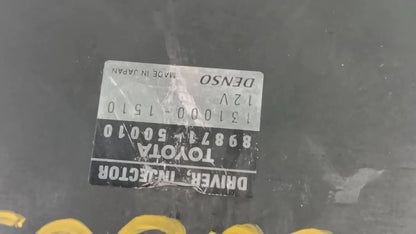 DRIVER, INJECTOR
TOYOTA
89871-50010
131000-1510
12V
DENSO MADE IN JAPAN